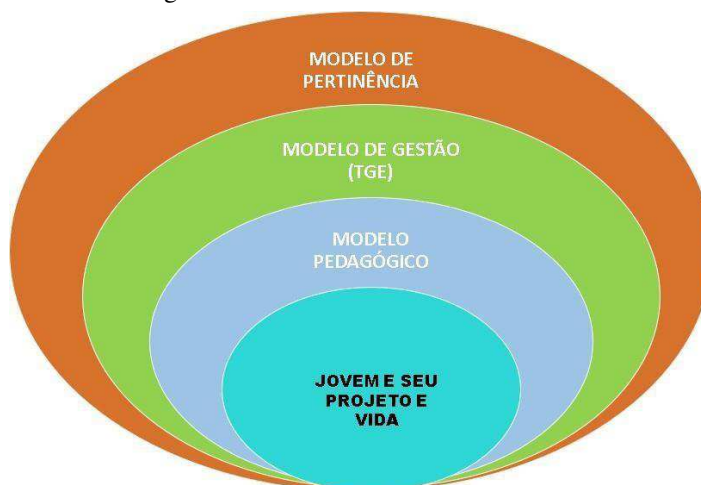 MODELO DE
PERTINÊNCIA
MODELO DE GESTÃO
(TGE)
MODELO
PEDAGÓGICO
JOVEM E SEU
PROJETO E
VIDA